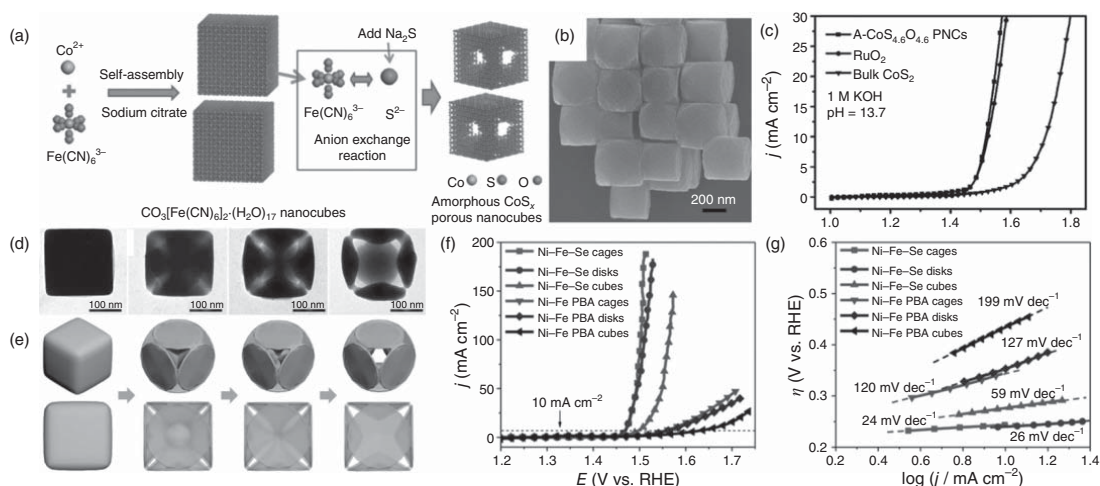 (a)
Co²⁺
+
Fe(CN)₆³⁻
Self-assembly
Sodium citrate
Add Na₂S
Fe(CN)₆³⁻
S²⁻
Anion exchange
reaction
Co
S
O
Amorphous CoSₓ
porous nanocubes
CO₃[Fe(CN)₆]₂·(H₂O)₁₇ nanocubes
(b)
200 nm
(c)
j (mA cm⁻²)
30
25
20
15
10
5
0
A-CoS₄.₆O₄.₆ PNCs
RuO₂
Bulk CoS₂
1 M KOH
pH = 13.7
1.0 1.2 1.4 1.5 1.6 1.8
(d)
100 nm
100 nm
100 nm
100 nm
(e)
(f)
j (mA cm⁻²)
200
150
100
50
0
Ni–Fe–Se cages
Ni–Fe–Se disks
Ni–Fe–Se cubes
Ni–Fe PBA cages
Ni–Fe PBA disks
Ni–Fe PBA cubes
10 mA cm⁻²
1.2 1.3 1.4 1.5 1.6 1.7
E (V vs. RHE)
(g)
η (V vs. RHE)
0.6
0.5
0.4
0.3
0.2
Ni–Fe–Se cages
Ni–Fe–Se disks
Ni–Fe–Se cubes
Ni–Fe PBA cages
Ni–Fe PBA disks
Ni–Fe PBA cubes
199 mV dec⁻¹
127 mV dec⁻¹
120 mV dec⁻¹
59 mV dec⁻¹
24 mV dec⁻¹
26 mV dec⁻¹
0.2 0.4 0.6 0.8 1.0 1.2 1.4
log (j / mA cm⁻²)